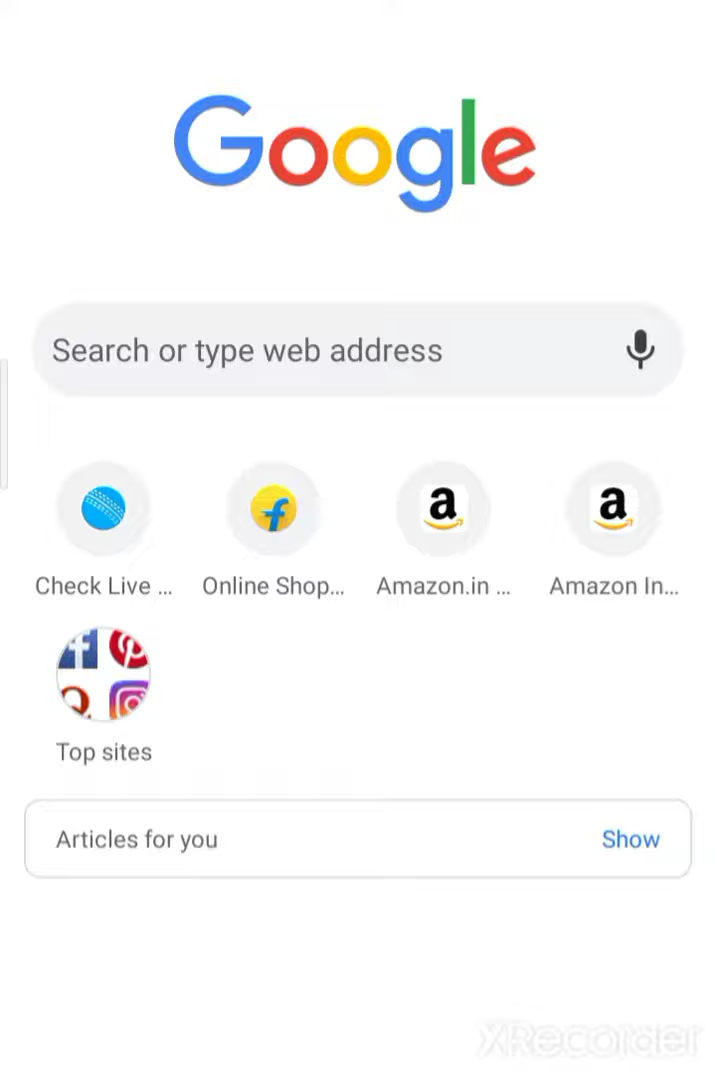 Google
Search or type web address
Check Live ...
Online Shop...
Amazon.in ...
Amazon In...
Top sites
Articles for you
Show
XRecorder